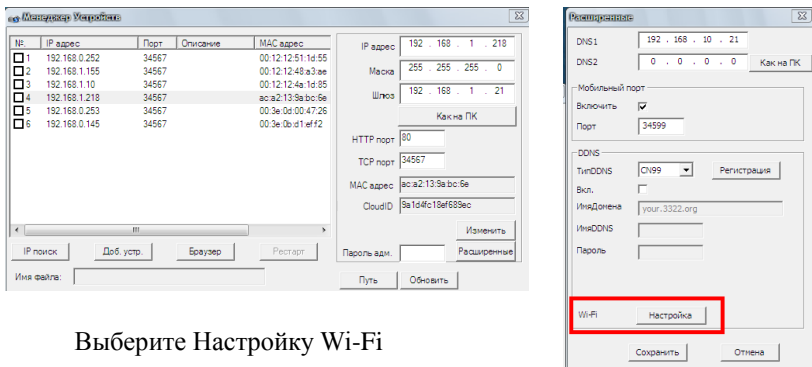 Менеджер Устройств
№. IP адрес Порт Описание MAC адрес
1 192.168.0.252 34567 00:12:12:51:1d:55
2 192.168.1.155 34567 00:12:12:48:a3:ae
3 192.168.1.10 34567 00:12:12:4a:1d:85
4 192.168.1.218 34567 ac:a2:13:9a:bc:6e
5 192.168.0.253 34567 00:3e:0d:00:47:26
6 192.168.0.145 34567 00:3e:0b:d1:ef:f2
IP поиск Доб. устр. Браузер Рестарт
Имя файла:
IP адрес 192 . 168 . 1 . 218
Маска 255 . 255 . 255 . 0
Шлюз 192 . 168 . 1 . 21
Как на ПК
HTTP порт 80
TCP порт 34567
MAC адрес ac:a2:13:9a:bc:6e
CloudID 9a1d4fc18ef689ec
Изменить
Пароль адм. Расширенные
Путь Обновить
Выберите Настройку Wi-Fi
Расширенные
DNS1 192 . 168 . 10 . 21
DNS2 0 . 0 . 0 . 0 Как на ПК
Мобильный порт
Включить
Порт 34599
DDNS
ТипDDNS CN99 Регистрация
Вкл.
ИмяДомена your.3322.org
ИмяDDNS
Пароль
Wi-Fi Настройка
Сохранить Отмена